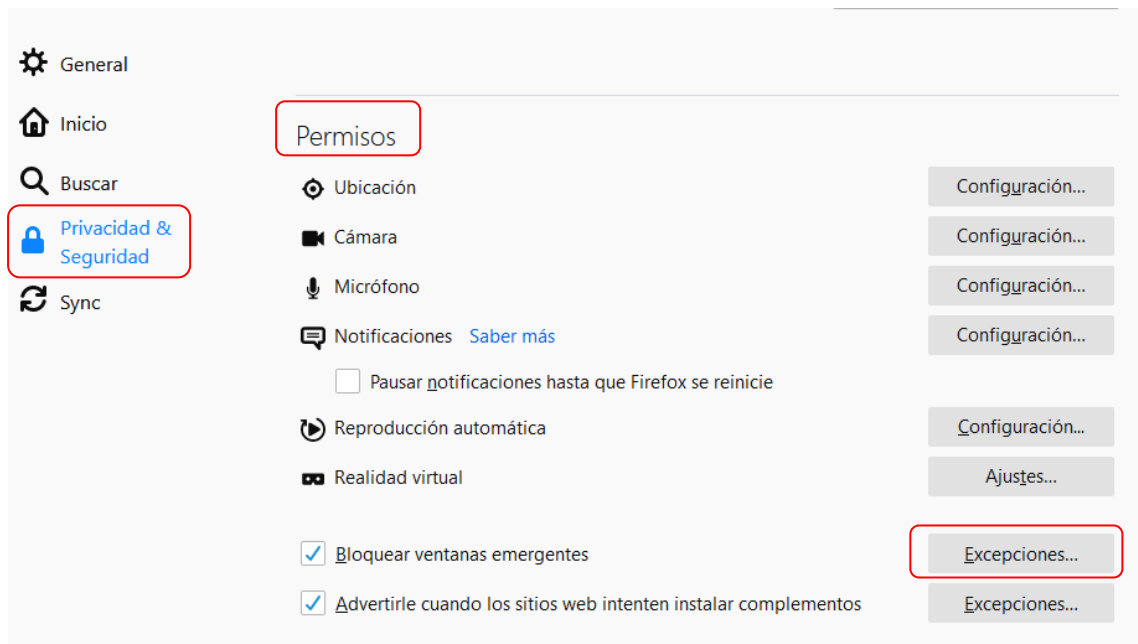 General
Inicio
Buscar
Privacidad &
Seguridad
Sync
Permisos
Ubicación Configuración...
Cámara Configuración...
Micrófono Configuración...
Notificaciones Saber más Configuración...
Pausar notificaciones hasta que Firefox se reinicie
Reproducción automática Configuración...
Realidad virtual Ajustes...
Bloquear ventanas emergentes Excepciones...
Advertirle cuando los sitios web intenten instalar complementos Excepciones...